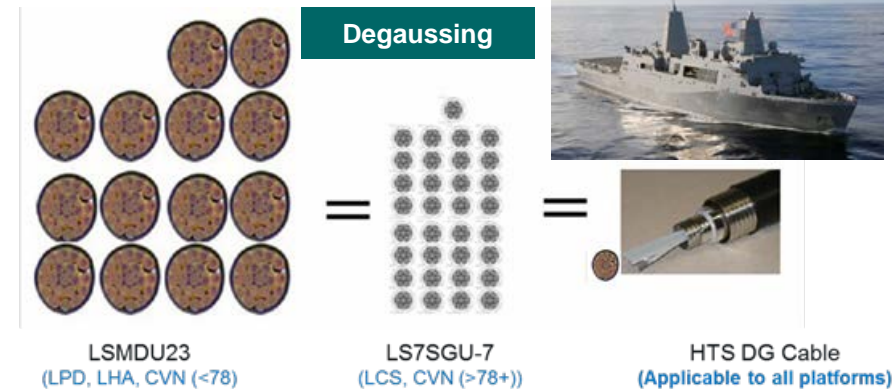 Degaussing
= =
LSMDU23 LS7SGU-7 HTS DG Cable
(LPD, LHA, CVN (<78) (LCS, CVN (>78+)) (Applicable to all platforms)